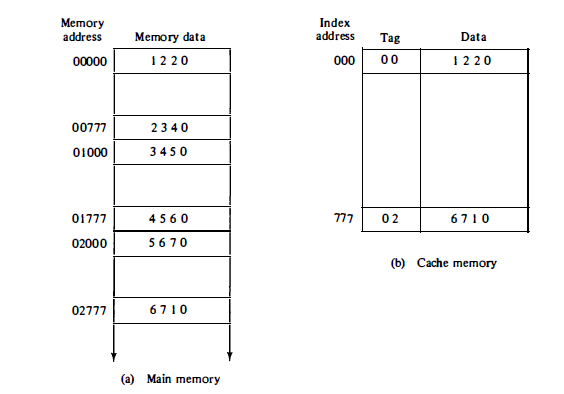 Memory
address
Memory data
00000
1 2 2 0
00777
2 3 4 0
01000
3 4 5 0
01777
4 5 6 0
02000
5 6 7 0
02777
6 7 1 0
(a) Main memory
Index
address
Tag
Data
000
0 0
1 2 2 0
777
0 2
6 7 1 0
(b) Cache memory